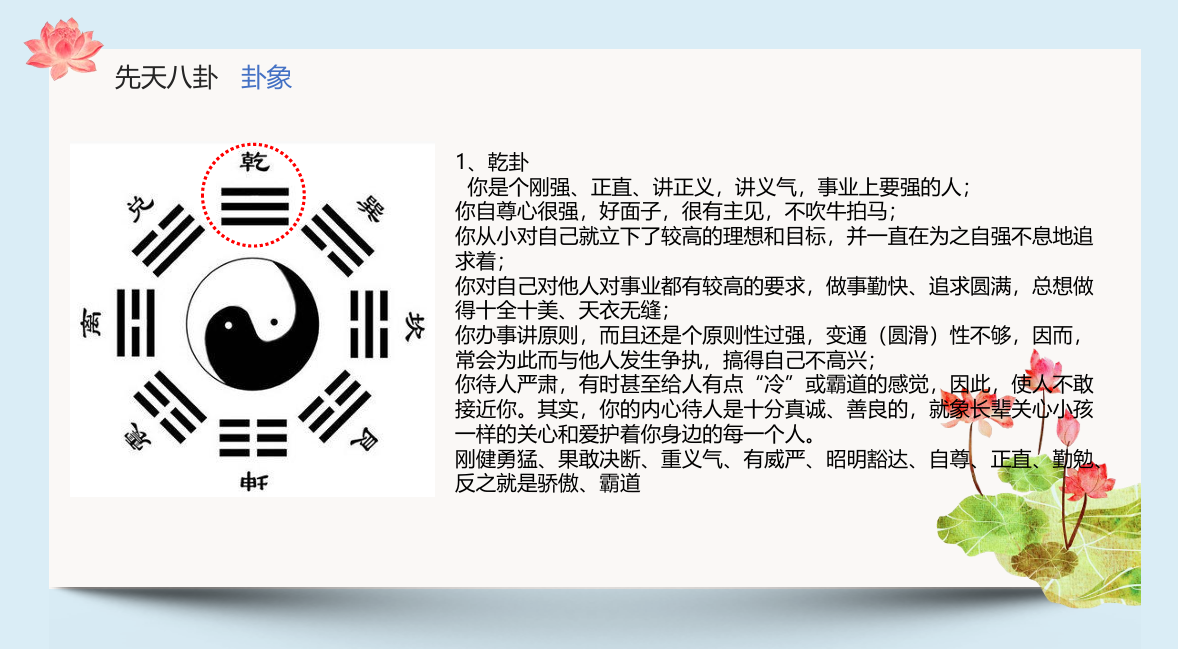 先天八卦 卦象
乾
兑
巽
离
坎
震
艮
坤
1、乾卦
你是个刚强、正直、讲正义，讲义气，事业上要强的人；
你自尊心很强，好面子，很有主见，不吹牛拍马；
你从小对自己就立下了较高的理想和目标，并一直在为之自强不息地追
求着；
你对自己对他人对事业都有较高的要求，做事勤快、追求圆满，总想做
得十全十美、天衣无缝；
你办事讲原则，而且还是个原则性过强，变通（圆滑）性不够，因而，
常会为此而与他人发生争执，搞得自己不高兴；
你待人严肃，有时甚至给人有点“冷”或霸道的感觉，因此，使人不敢
接近你。其实，你的内心待人是十分真诚、善良的，就象长辈关心小孩
一样的关心和爱护着你身边的每一个人。
刚健勇猛、果敢决断、重义气、有威严、昭明豁达、自尊、正直、勤勉、
反之就是骄傲、霸道